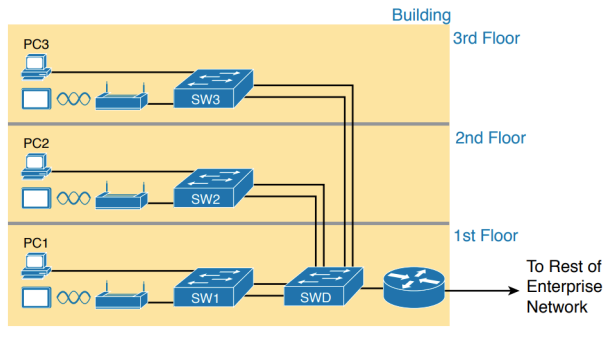 Building
3rd Floor
PC3
SW3
2nd Floor
PC2
SW2
1st Floor
PC1
SW1
SWD
To Rest of
Enterprise
Network